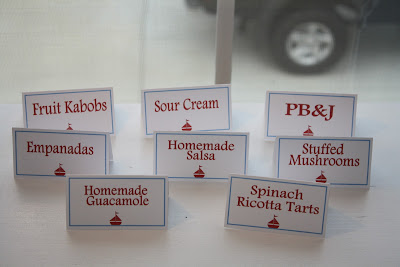 Fruit Kabobs
Sour Cream
PB&J
Empanadas
Homemade
Salsa
Stuffed
Mushrooms
Homemade
Guacamole
Spinach
Ricotta Tarts